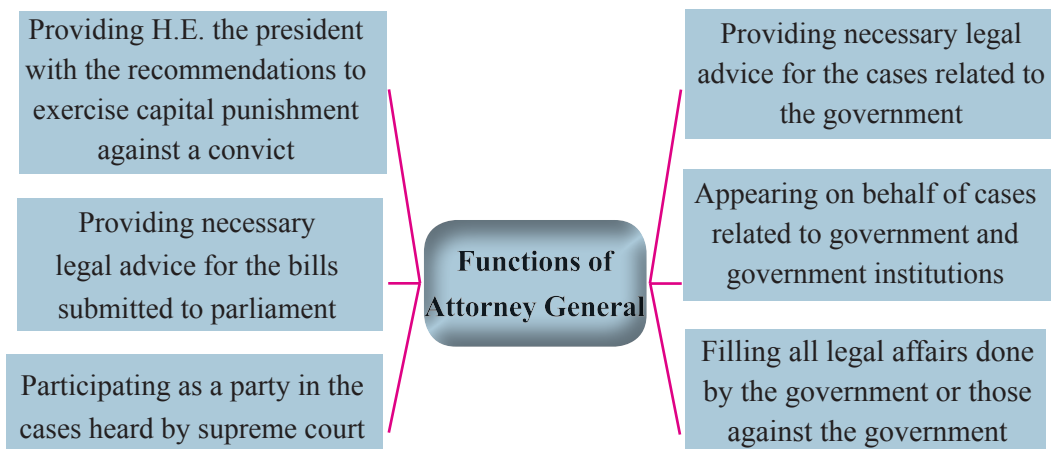 Providing H.E. the president
with the recommendations to
exercise capital punishment
against a convict
Providing necessary
legal advice for the bills
submitted to parliament
Participating as a party in the
cases heard by supreme court
Functions of
Attorney General
Providing necessary legal
advice for the cases related to
the government
Appearing on behalf of cases
related to government and
government institutions
Filling all legal affairs done
by the government or those
against the government